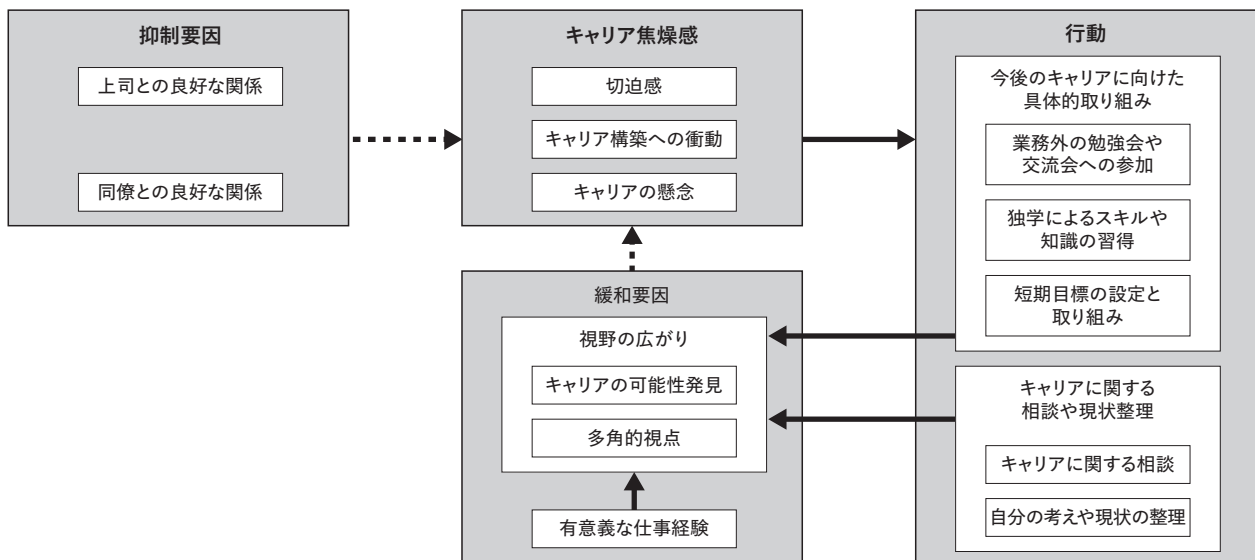 抑制要因
上司との良好な関係
同僚との良好な関係
キャリア焦燥感
切迫感
キャリア構築への衝動
キャリアの懸念
緩和要因
視野の広がり
キャリアの可能性発見
多角的視点
有意義な仕事経験
行動
今後のキャリアに向けた
具体的取り組み
業務外の勉強会や
交流会への参加
独学によるスキルや
知識の習得
短期目標の設定と
取り組み
キャリアに関する
相談や現状整理
キャリアに関する相談
自分の考えや現状の整理